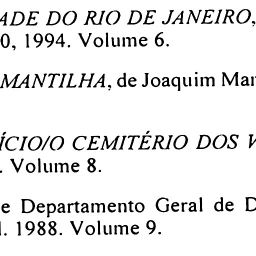 ADE DO RIO DE JANEIRO,
0, 1994. Volume 6.
MANTILHA, de Joaquim Mar
ÍCIO/O CEMITÉRIO DOS V
. Volume 8.
e Departamento Geral de D
l. 1988. Volume 9.